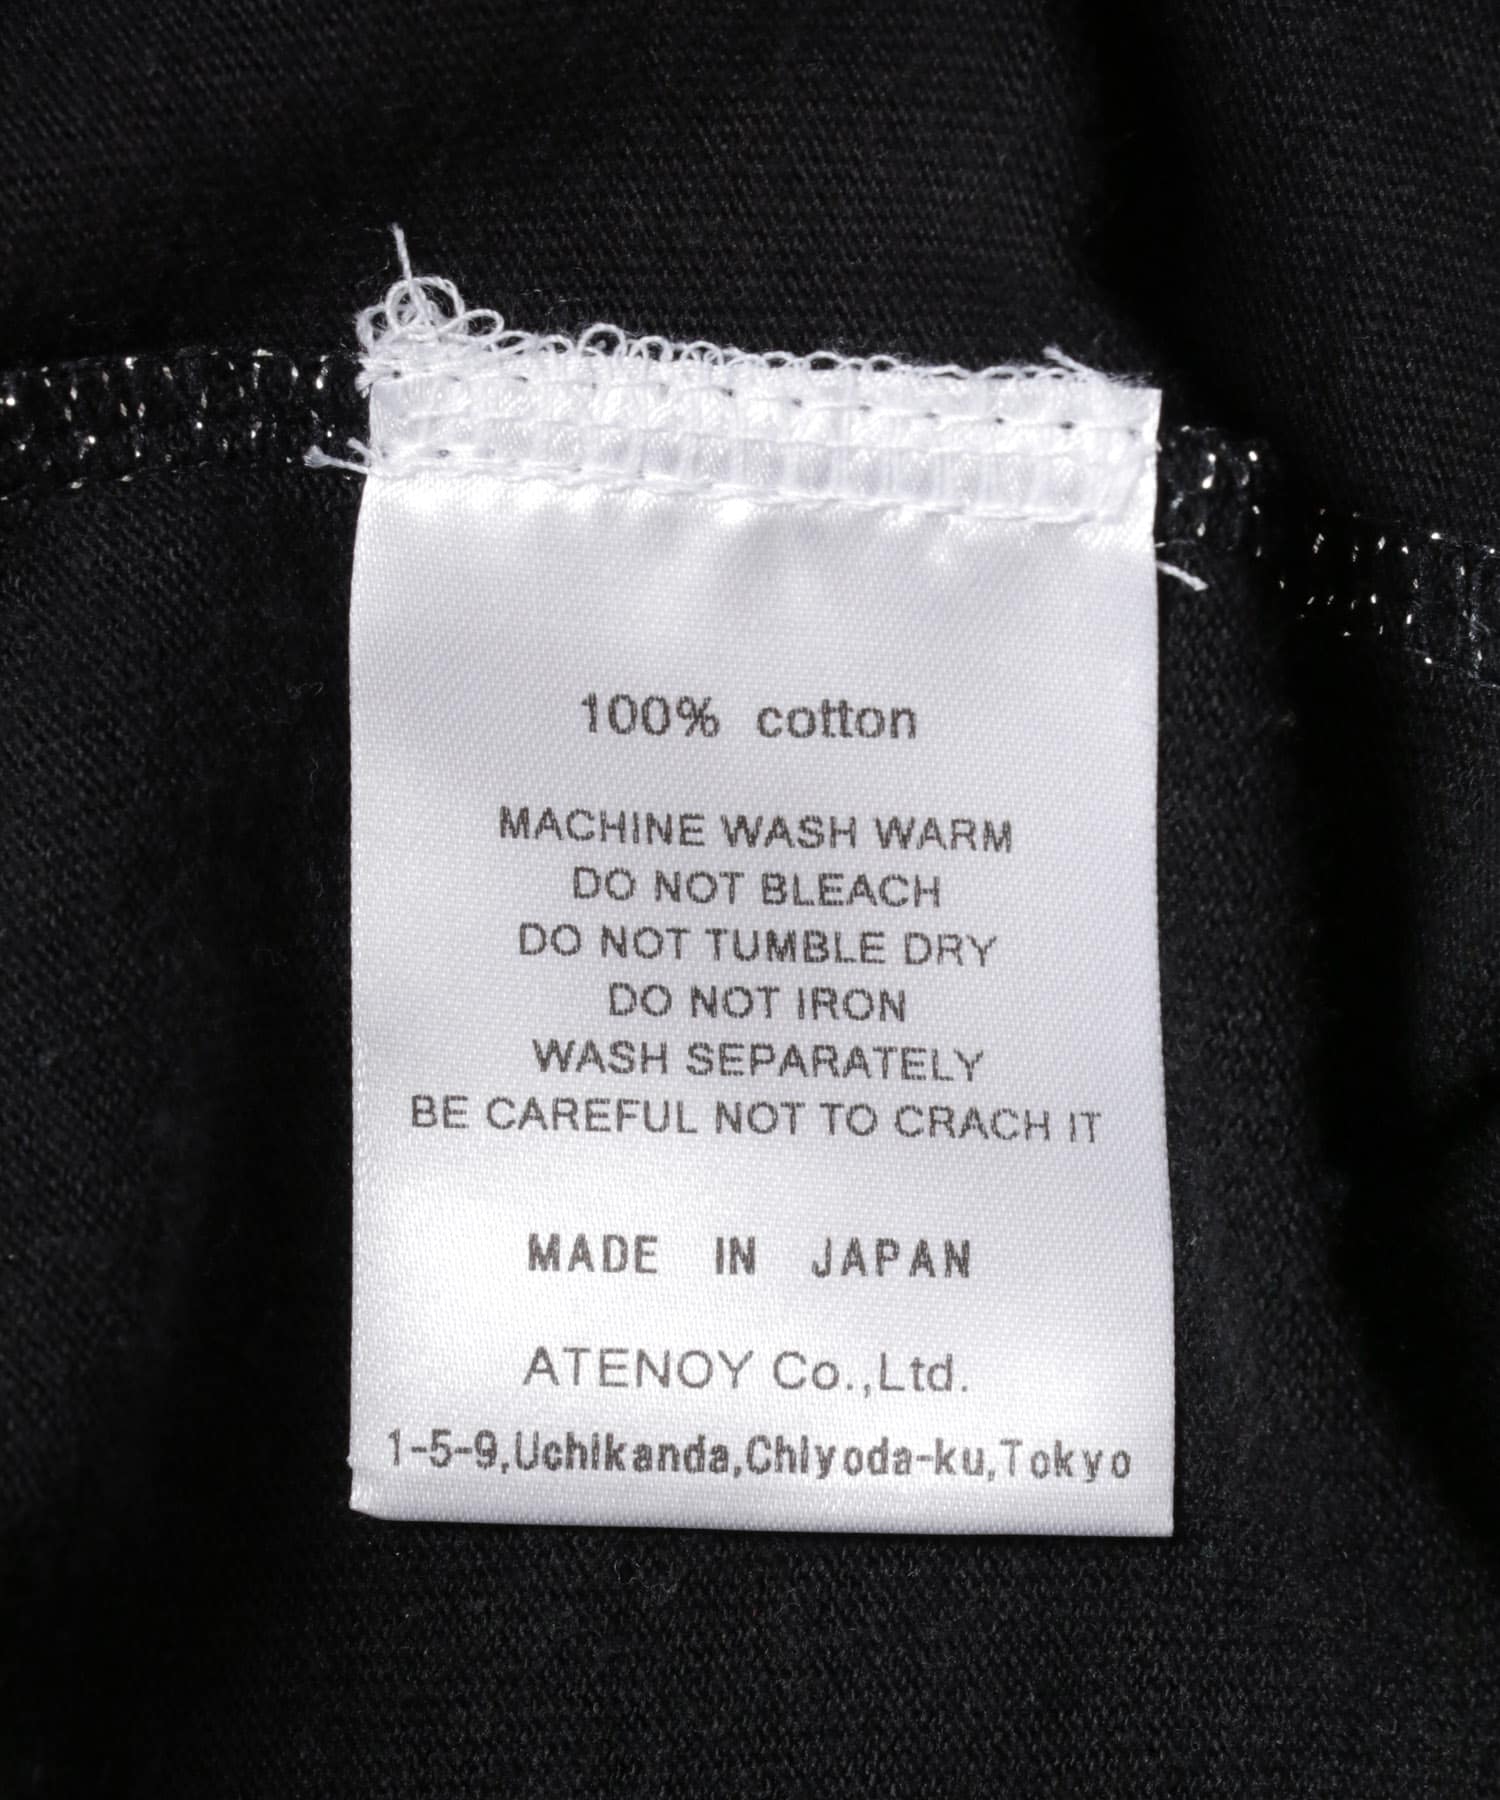 100% cotton
MACHINE WASH WARM
DO NOT BLEACH
DO NOT TUMBLE DRY
DO NOT IRON
WASH SEPARATELY
BE CAREFUL NOT TO CRACH IT
MADE IN JAPAN
ATENOY Co.,Ltd.
1-5-9,Uchikanda,Chiyoda-ku,Tokyo